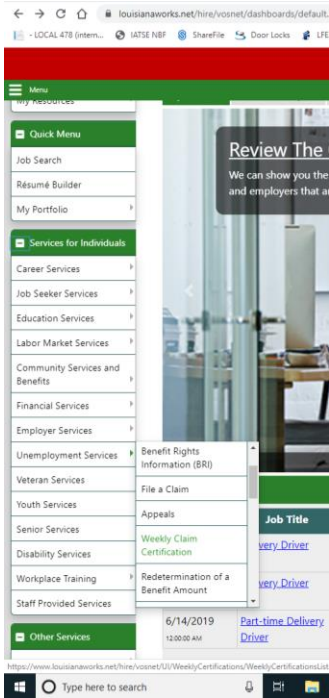 louisianaworks.net/hire/vosnet/dashboards/default.
- LOCAL 478 (intern...
IATSE NBF
ShareFile
Door Locks
LFE
Menu
My Resources
Quick Menu
Job Search
Résumé Builder
My Portfolio
Services for Individuals
Career Services
Job Seeker Services
Education Services
Labor Market Services
Community Services and
Benefits
Financial Services
Employer Services
Unemployment Services
Veteran Services
Youth Services
Senior Services
Disability Services
Workplace Training
Staff Provided Services
Other Services
Benefit Rights
Information (BRI)
File a Claim
Appeals
Weekly Claim
Certification
Redetermination of a
Benefit Amount
Review The
We can show you the
and employers that a
Job Title
very Driver
very Driver
6/14/2019
12:00:00 AM
Part-time Delivery
Driver
https://www.louisianaworks.net/hire/vosnet/UI/WeeklyCertifications/WeeklyCertificationsList
Type here to search